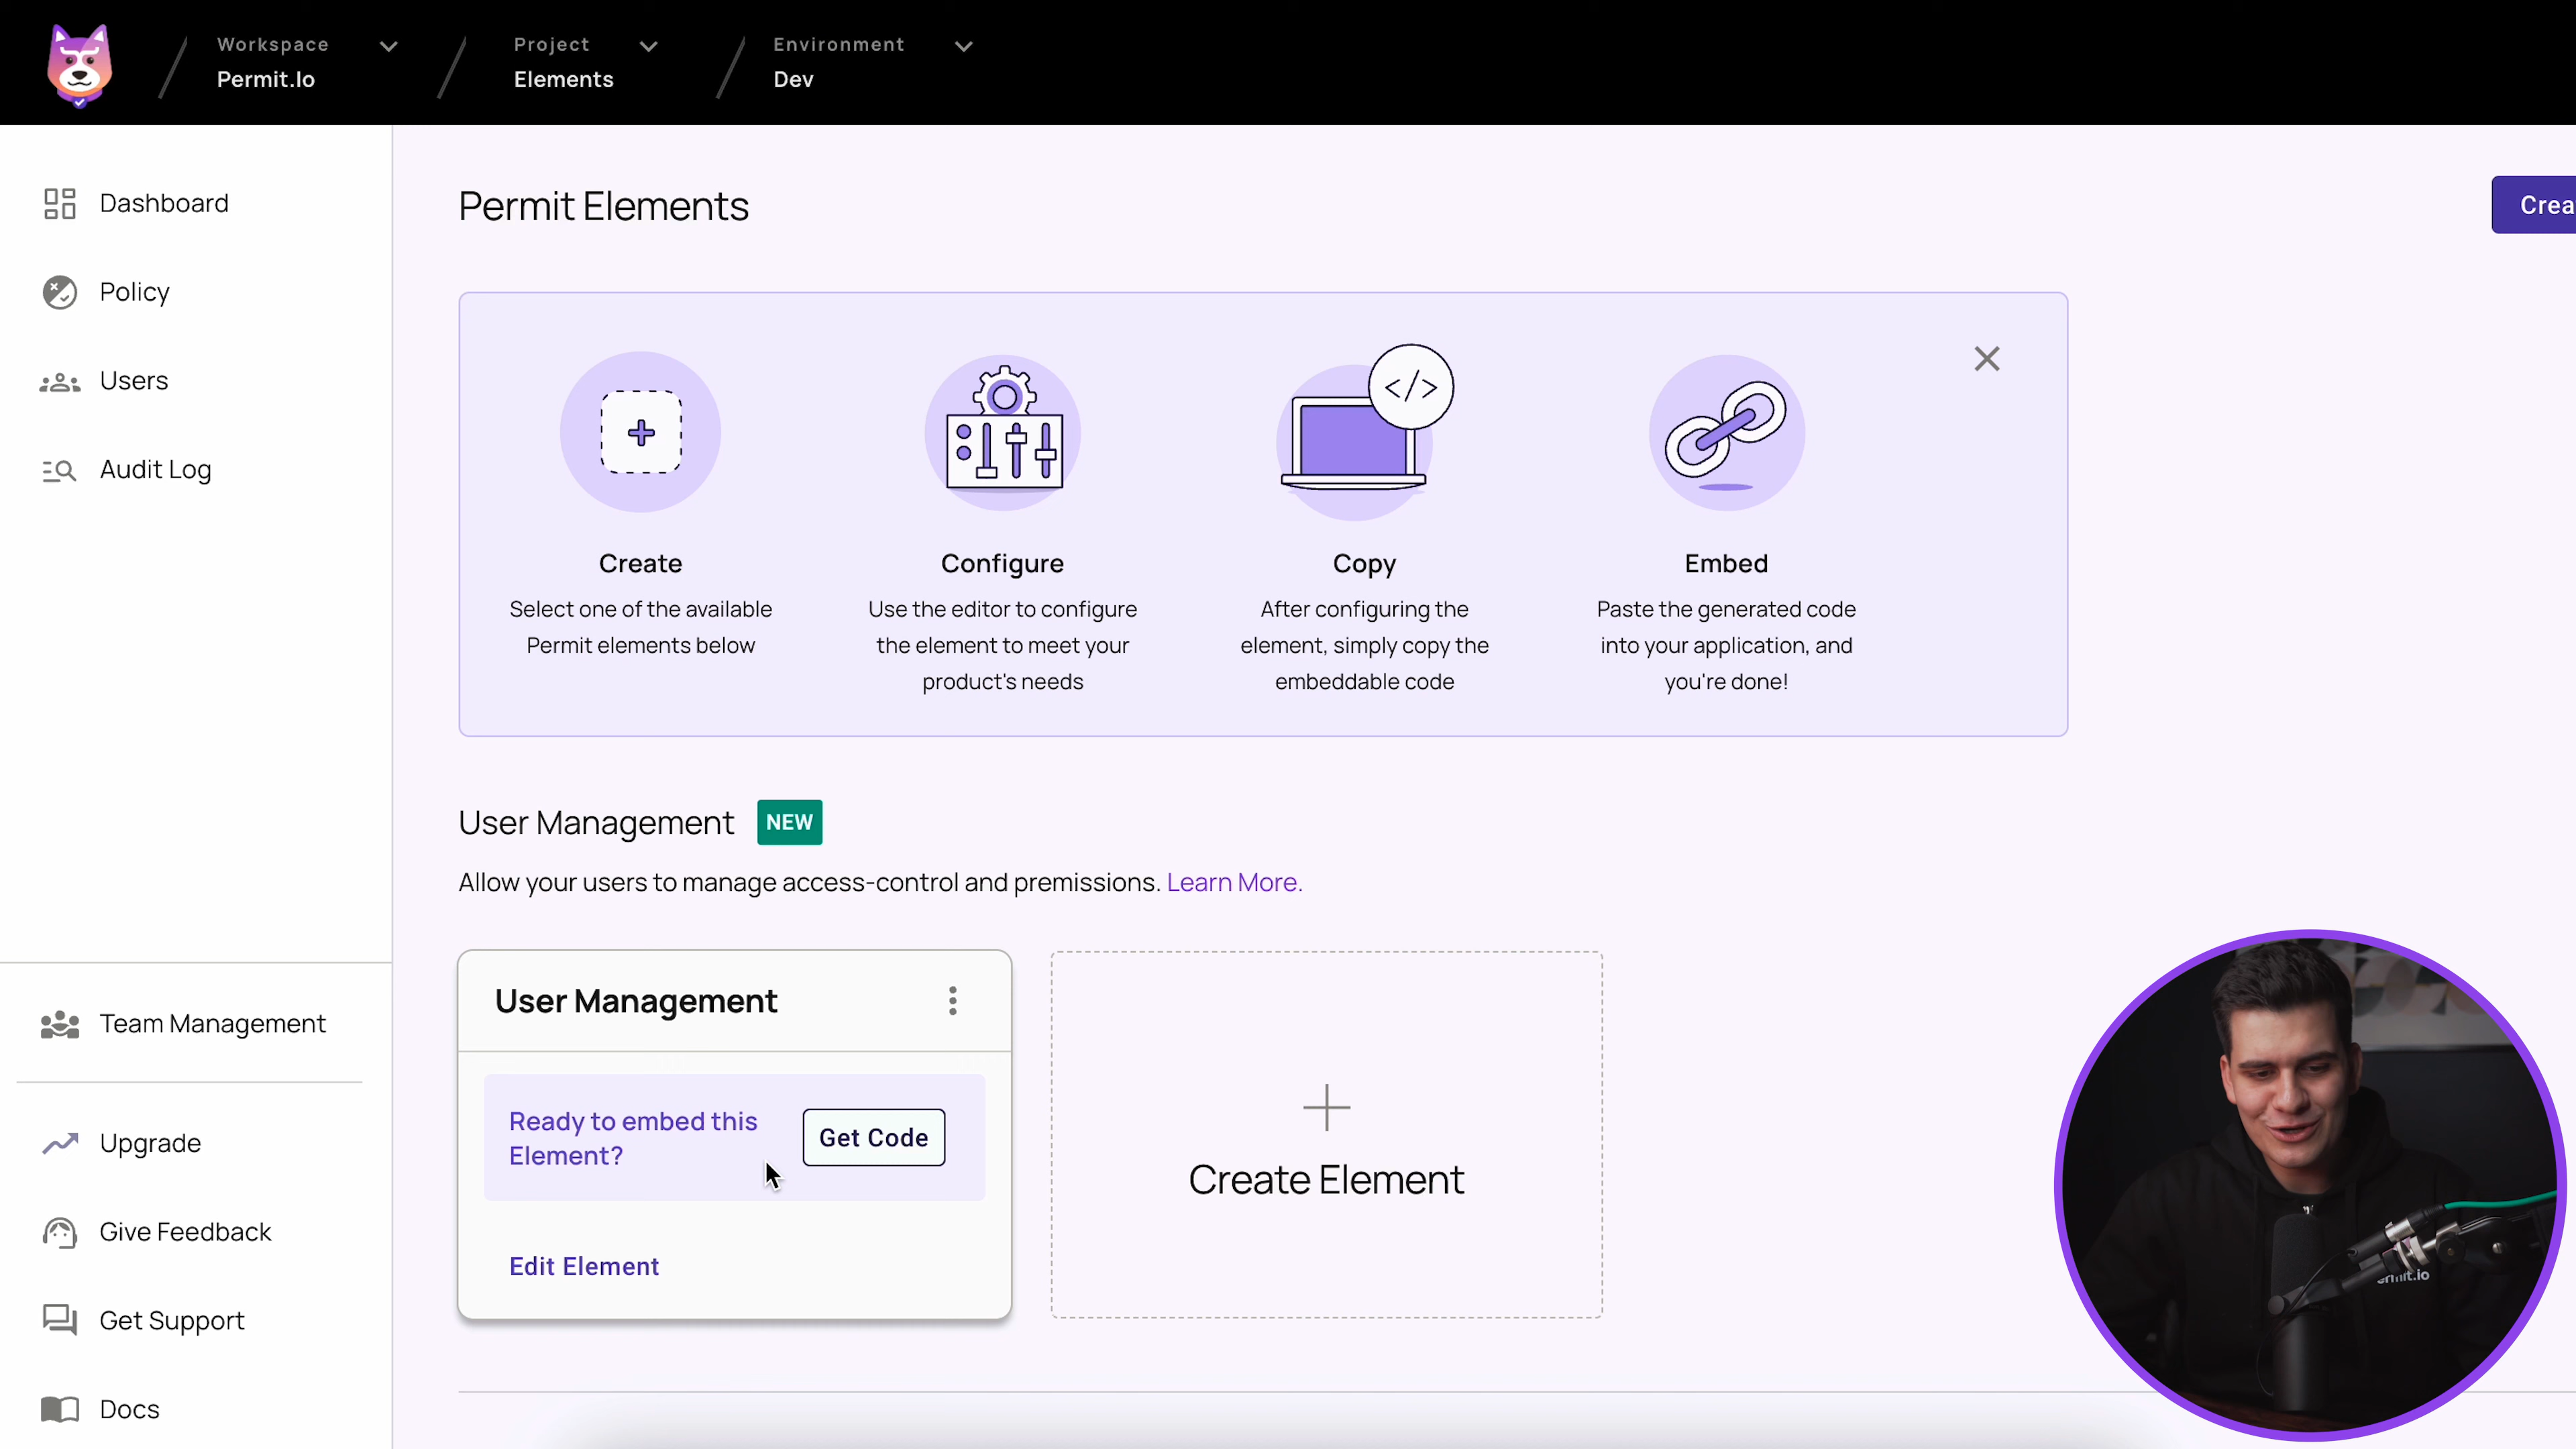 Workspace
Permit.Io
Project
Elements
Environment
Dev
Dashboard
Policy
Users
Audit Log
Team Management
Upgrade
Give Feedback
Get Support
Docs
Permit Elements
Crea
Create
Select one of the available
Permit elements below
Configure
Use the editor to configure
the element to meet your
product's needs
</>
Copy
After configuring the
element, simply copy the
embeddable code
Embed
Paste the generated code
into your application, and
you're done!
User Management NEW
Allow your users to manage access-control and premissions. Learn More.
User Management
Ready to embed this
Element?
Get Code
Edit Element
Create Element
ermit.io